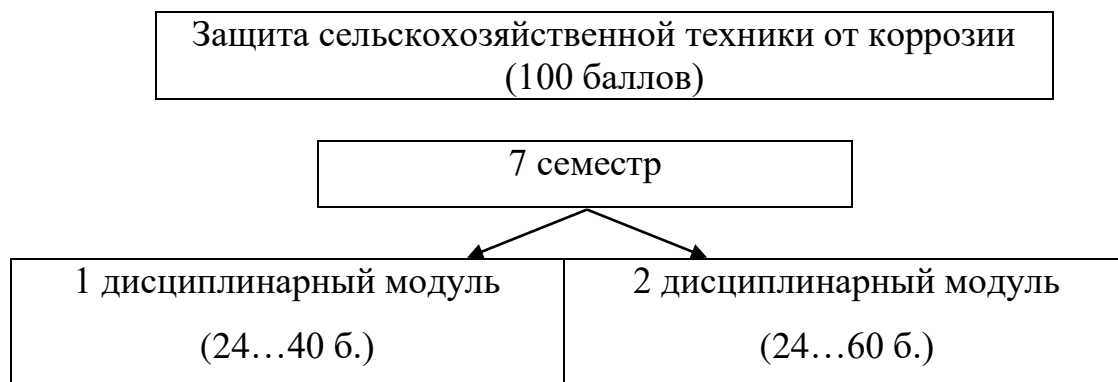 Защита сельскохозяйственной техники от коррозии
(100 баллов)
7 семестр
1 дисциплинарный модуль
(24…40 б.)
2 дисциплинарный модуль
(24…60 б.)